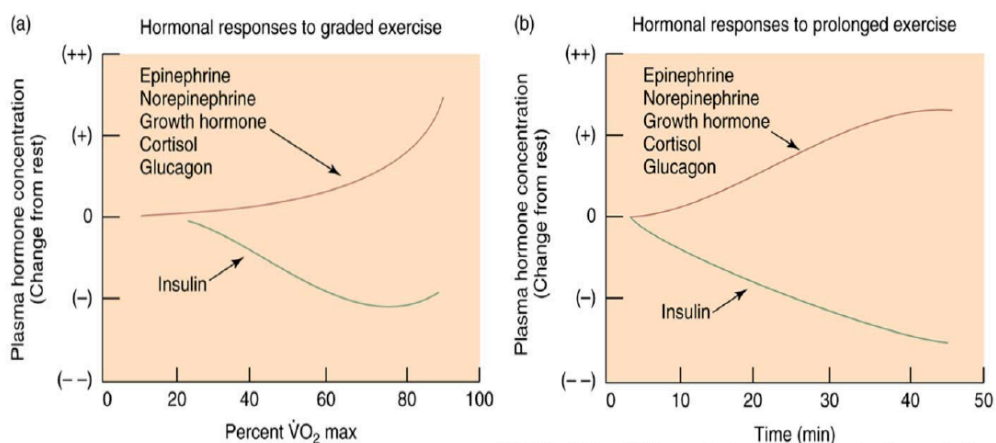 (a)
Hormonal responses to graded exercise
Plasma hormone concentration
(Change from rest)
(++)
(+)
0
(–)
(– –)
Epinephrine
Norepinephrine
Growth hormone
Cortisol
Glucagon
Insulin
0 20 40 60 80 100
Percent V̇O₂ max
(b)
Hormonal responses to prolonged exercise
Plasma hormone concentration
(Change from rest)
(++)
(+)
0
(–)
(– –)
Epinephrine
Norepinephrine
Growth hormone
Cortisol
Glucagon
Insulin
0 10 20 30 40 50
Time (min)